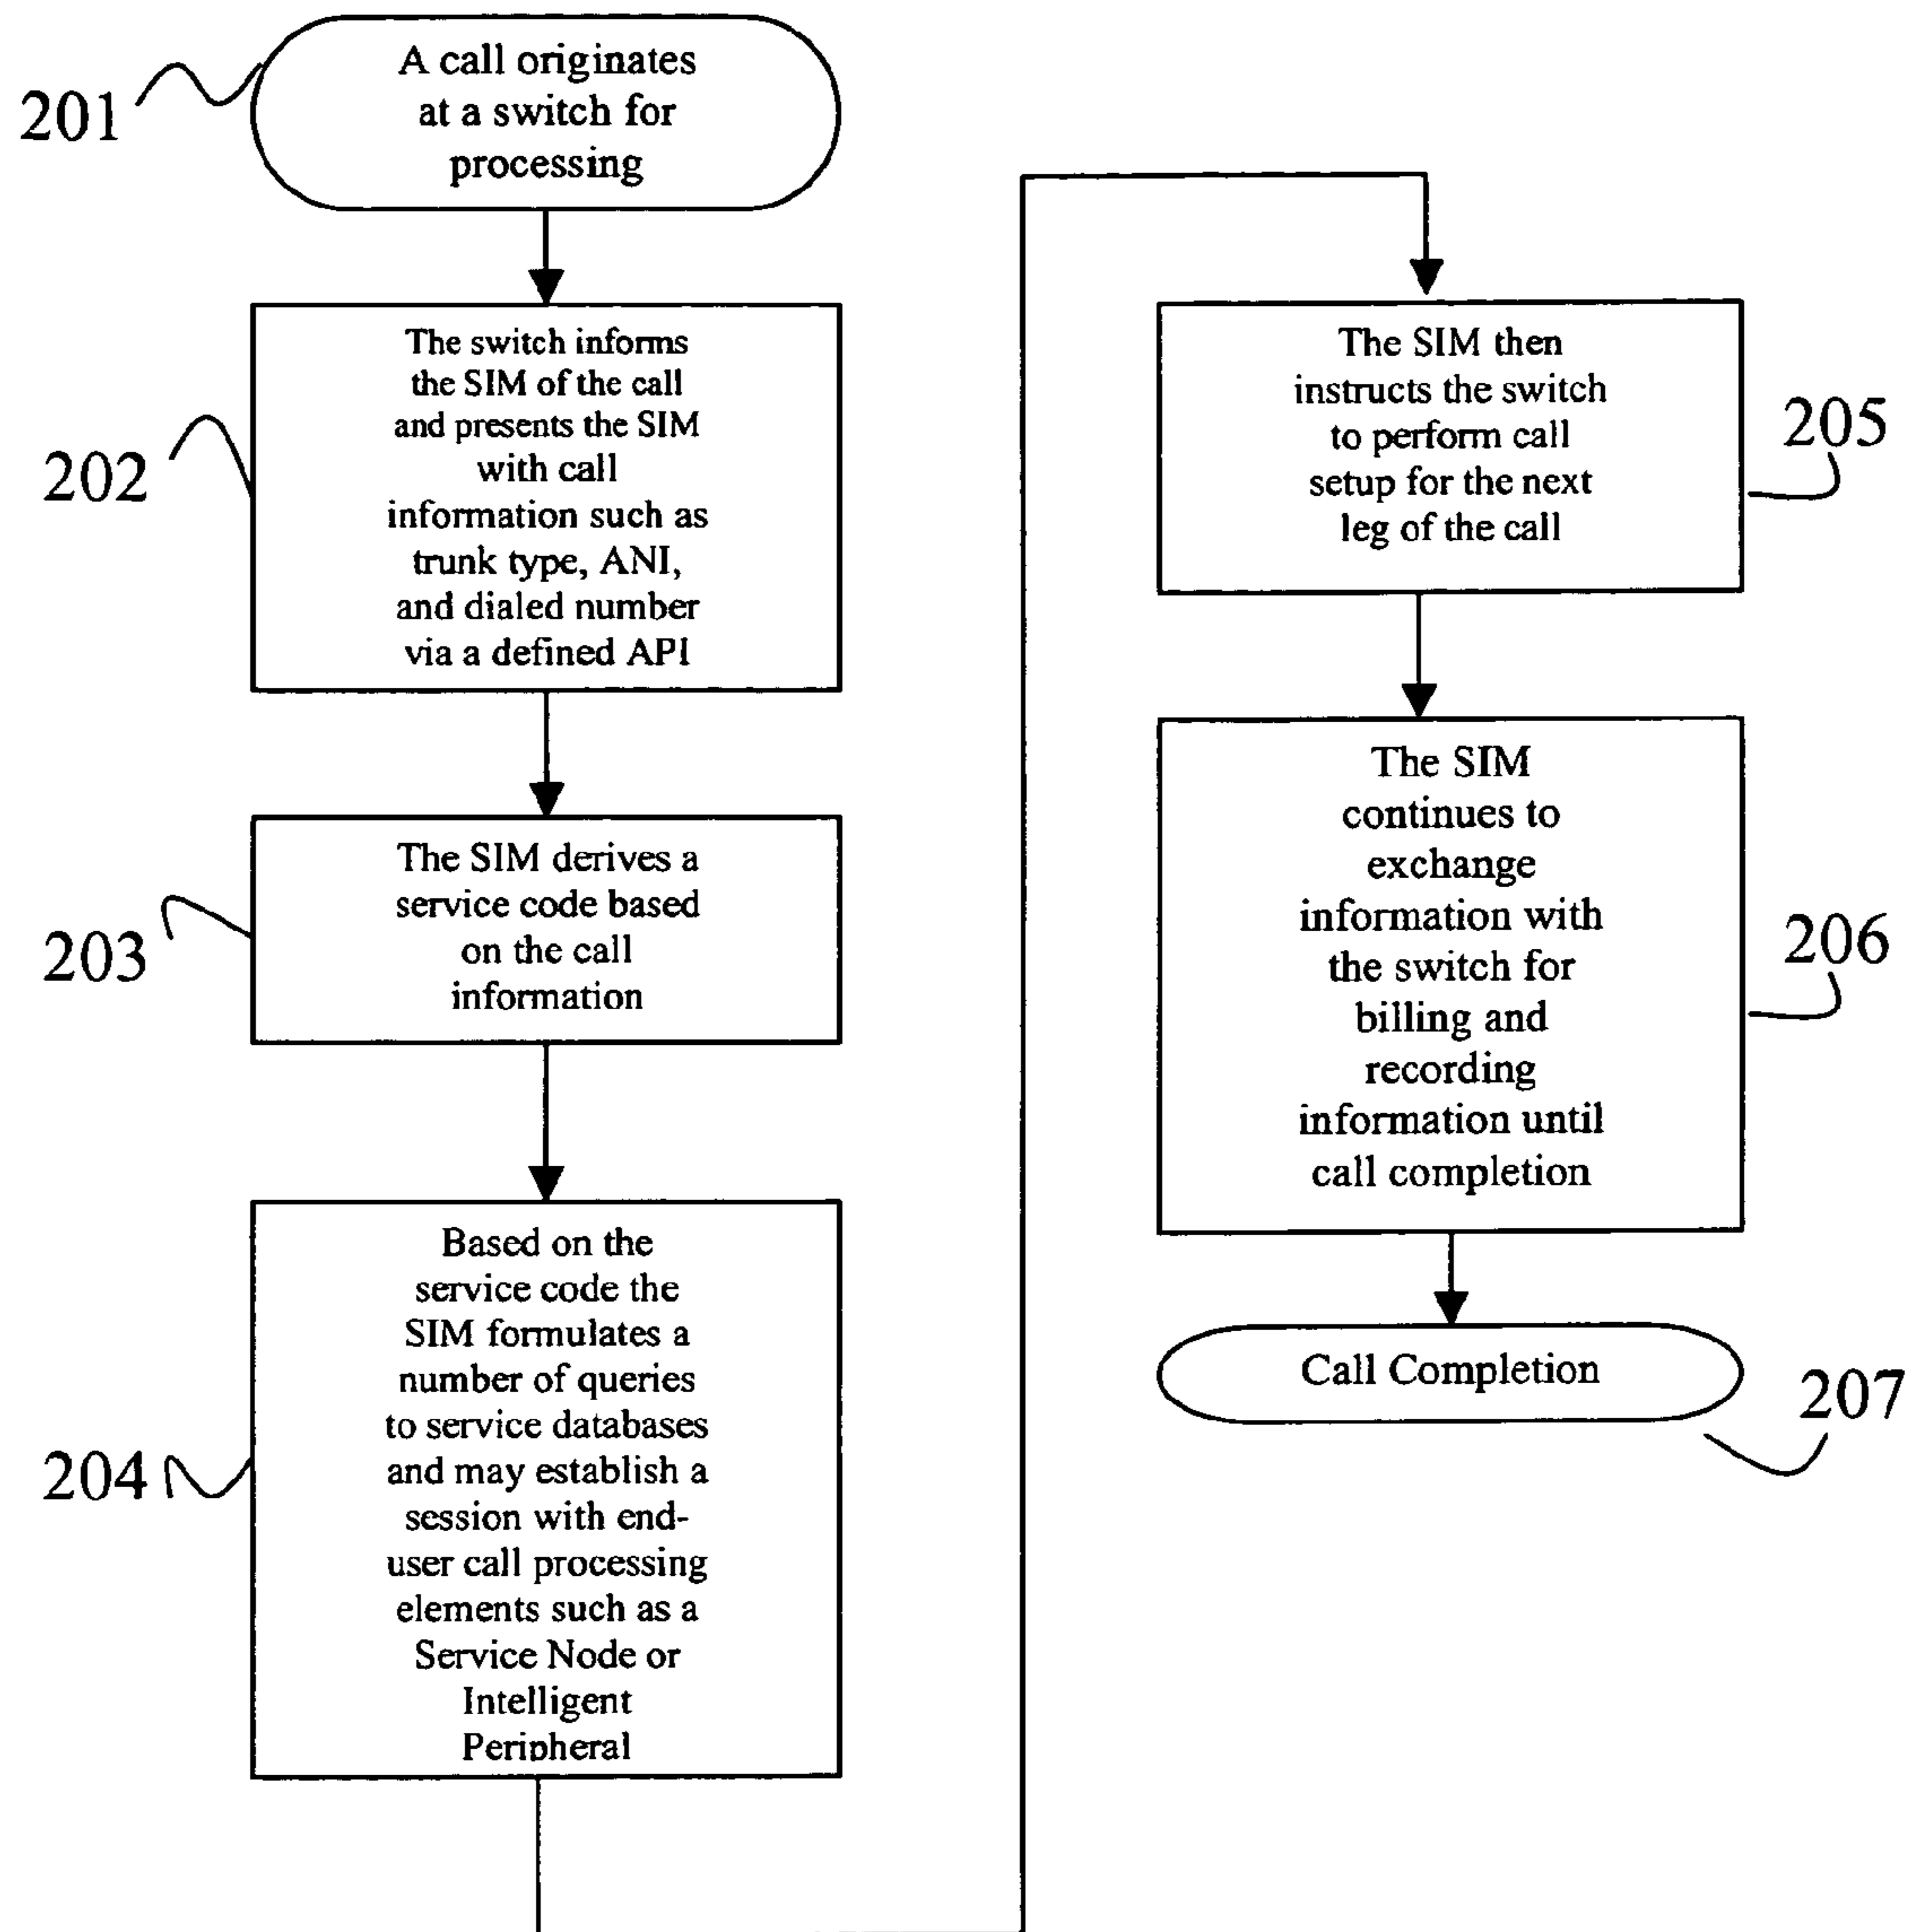 201
A call originates
at a switch for
processing
202
The switch informs
the SIM of the call
and presents the SIM
with call
information such as
trunk type, ANI,
and dialed number
via a defined API
203
The SIM derives a
service code based
on the call
information
204
Based on the
service code the
SIM formulates a
number of queries
to service databases
and may establish a
session with end-
user call processing
elements such as a
Service Node or
Intelligent
Peripheral
The SIM then
instructs the switch
to perform call
setup for the next
leg of the call
205
The SIM
continues to
exchange
information with
the switch for
billing and
recording
information until
call completion
206
Call Completion
207